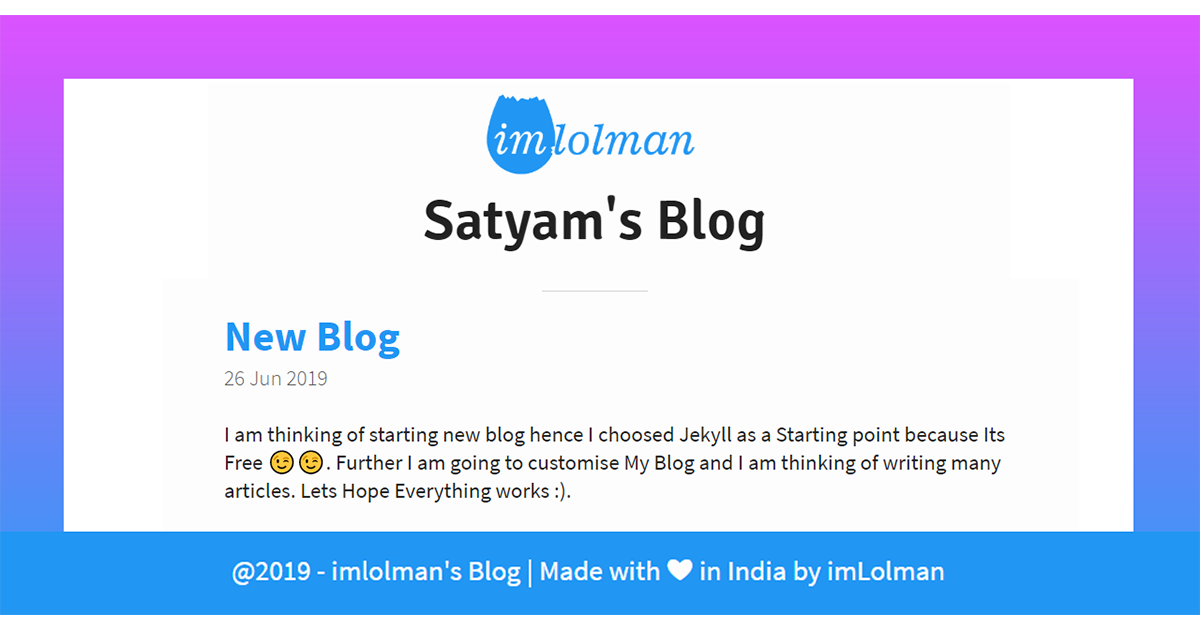 imlolman
Satyam's Blog
New Blog
26 Jun 2019
I am thinking of starting new blog hence I choosed Jekyll as a Starting point because Its
Free 😉😉. Further I am going to customise My Blog and I am thinking of writing many
articles. Lets Hope Everything works :).
@2019 - imlolman's Blog | Made with ❤ in India by imLolman